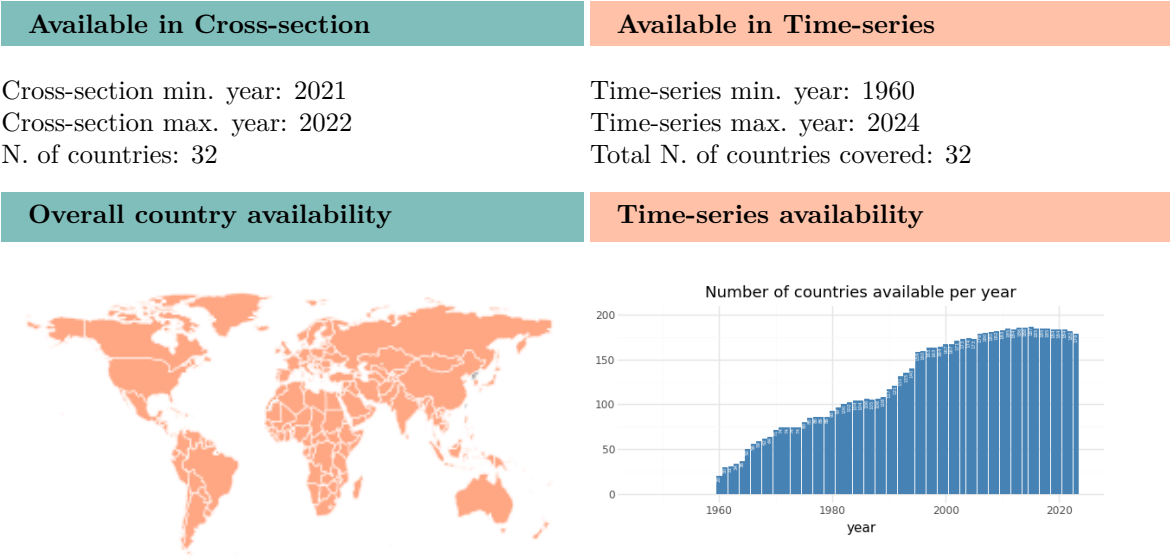 Available in Cross-section
Available in Time-series
Cross-section min. year: 2021
Cross-section max. year: 2022
N. of countries: 32
Time-series min. year: 1960
Time-series max. year: 2024
Total N. of countries covered: 32
Overall country availability
Time-series availability
Number of countries available per year
200
150
100
50
0
1960
1980
2000
2020
year